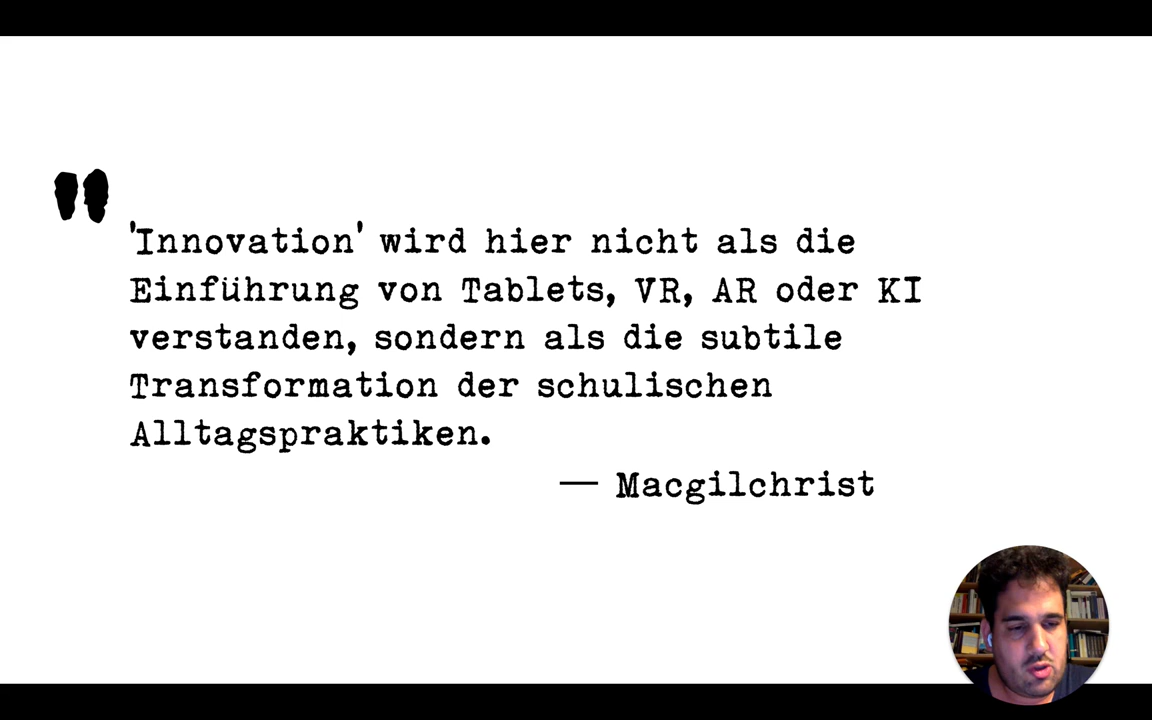 "
'Innovation' wird hier nicht als die
Einführung von Tablets, VR, AR oder KI
verstanden, sondern als die subtile
Transformation der schulischen
Alltagspraktiken.
— Macgilchrist